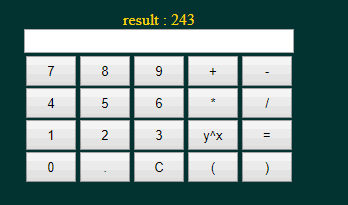 result : 243
7 8 9 + -
4 5 6 * /
1 2 3 y^x =
0 . C ( )